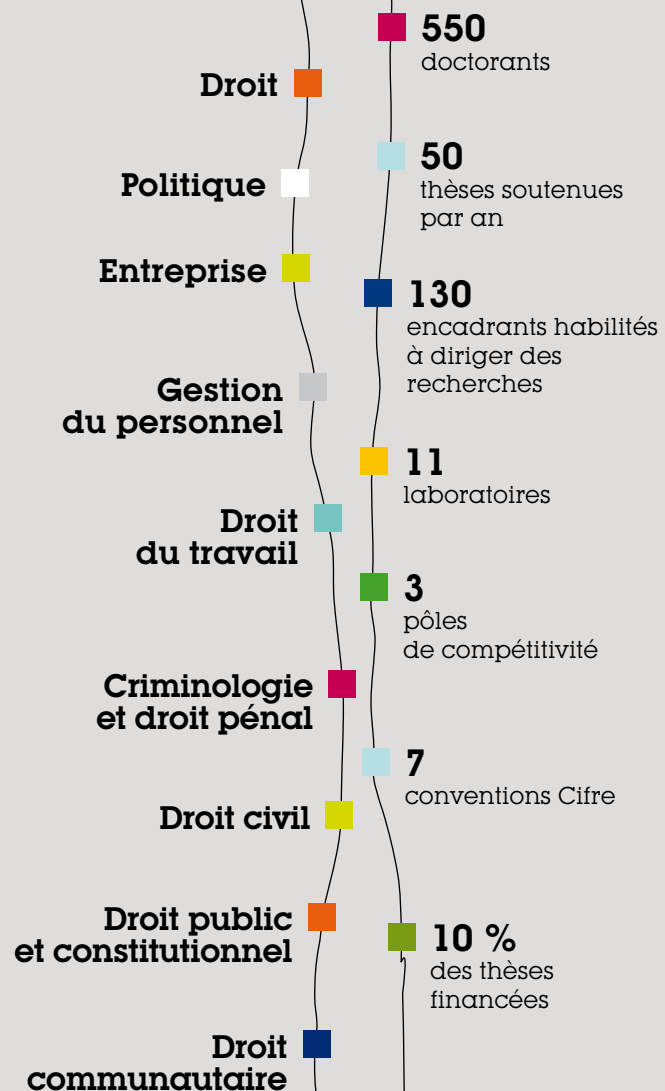 Droit
Politique
Entreprise
Gestion
du personnel
Droit
du travail
Criminologie
et droit pénal
Droit civil
Droit public
et constitutionnel
Droit
communautaire
550
doctorants
50
thèses soutenues
par an
130
encadrants habilités
à diriger des
recherches
11
laboratoires
3
pôles
de compétitivité
7
conventions Cifre
10 %
des thèses
financées